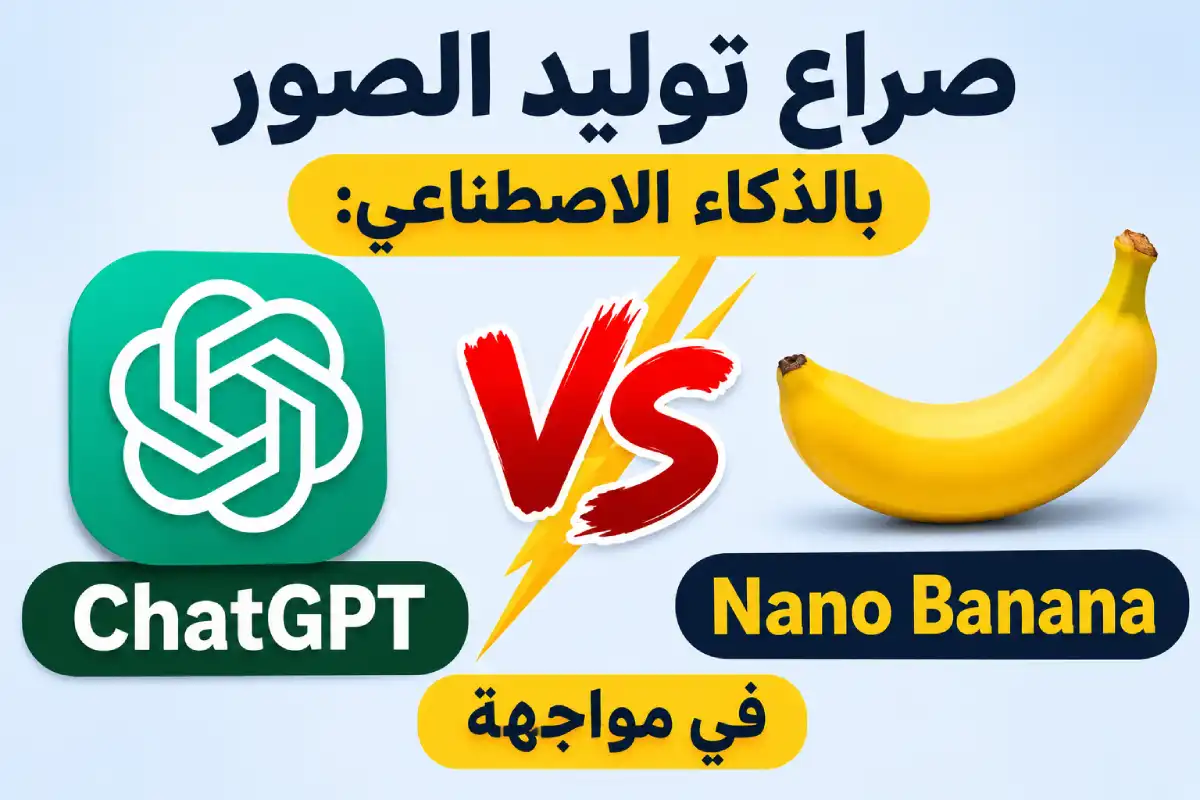 صراع توليد الصور
بالذكاء الاصطناعي:
VS
ChatGPT
Nano Banana
في مواجهة